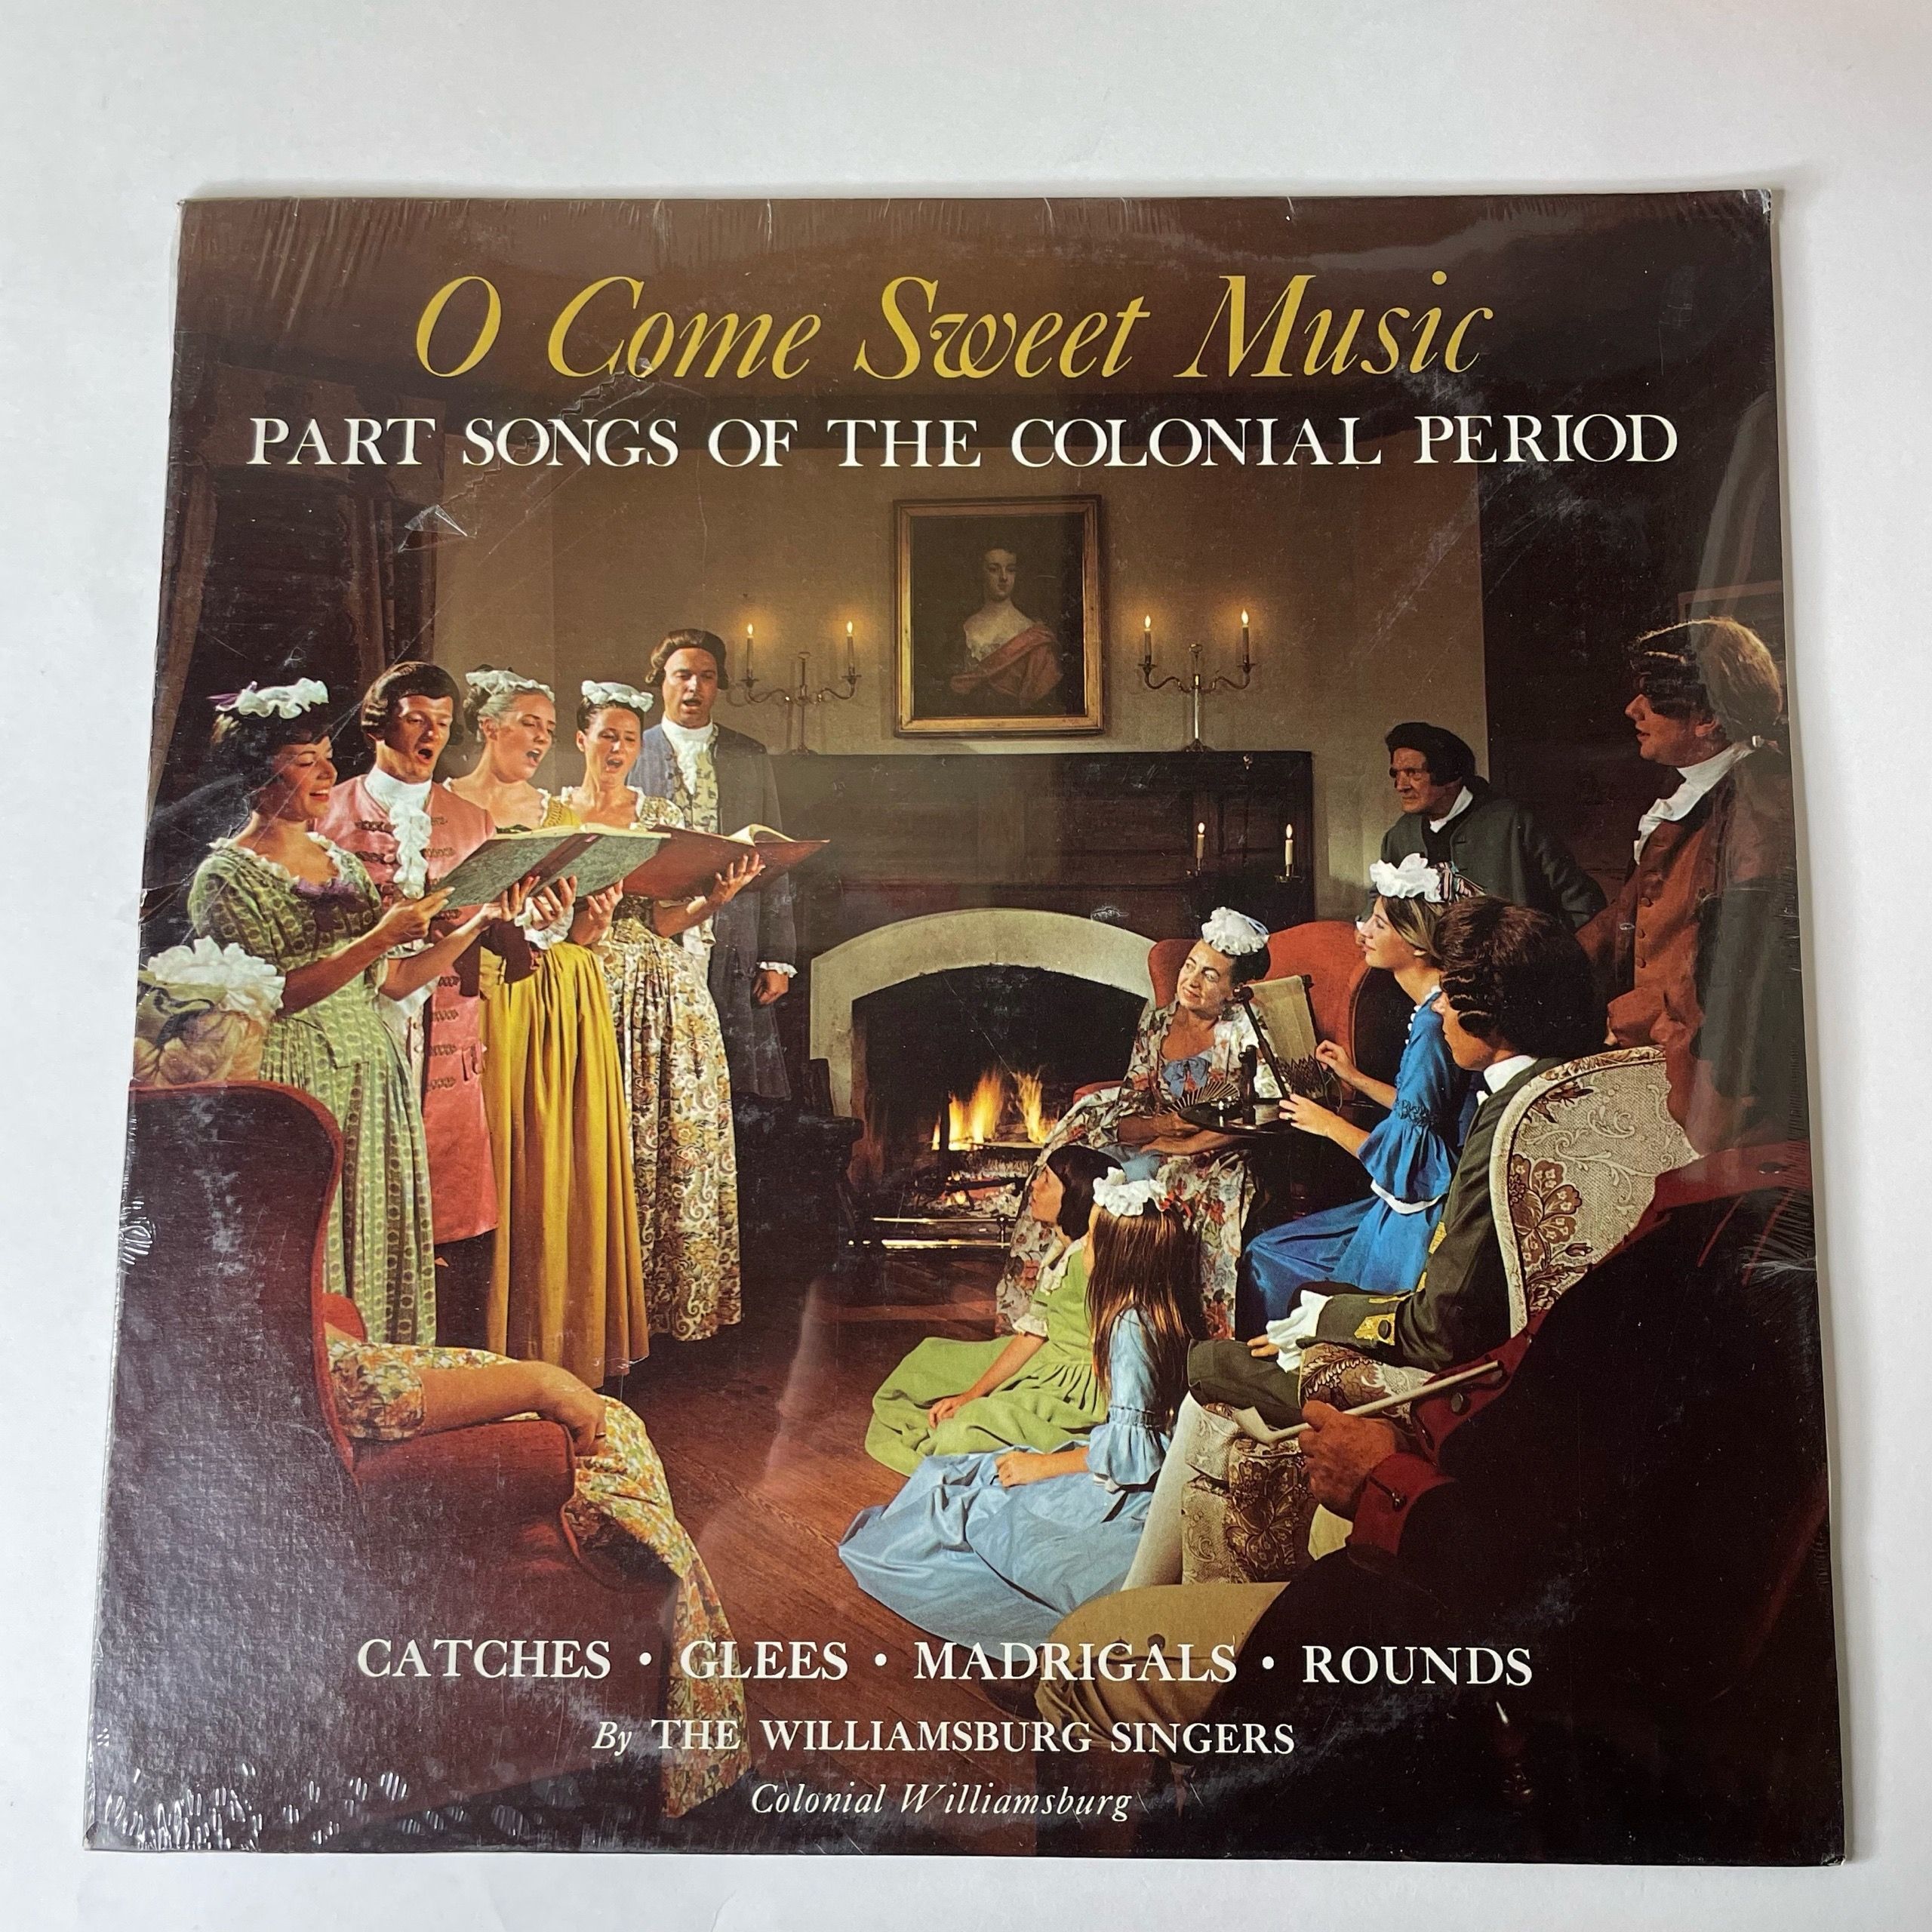 O Come Sweet Music
PART SONGS OF THE COLONIAL PERIOD
CATCHES • GLEES • MADRIGALS • ROUNDS
By THE WILLIAMSBURG SINGERS
Colonial Williamsburg